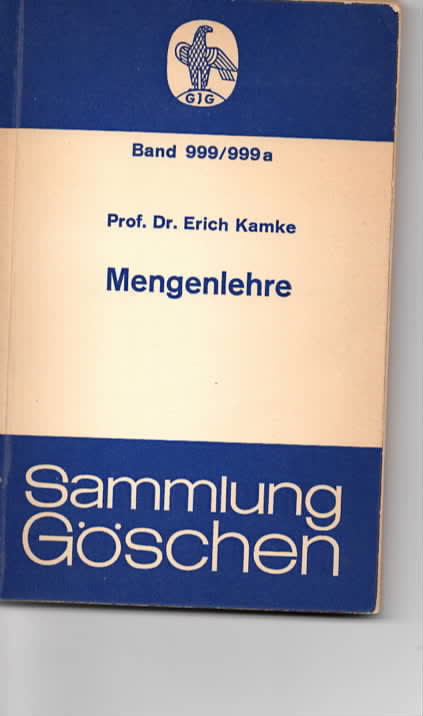 GJG
Band 999/999a
Prof. Dr. Erich Kamke
Mengenlehre
Sammlung
Göschen